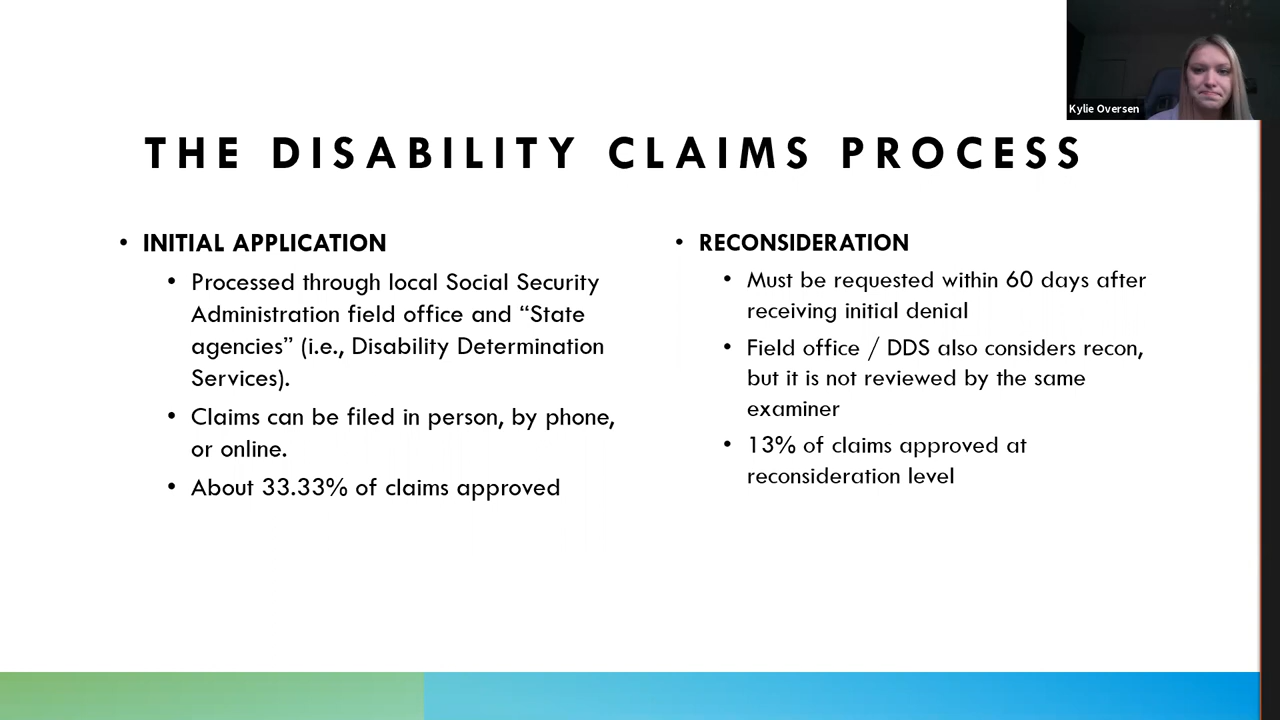 Kylie Oversen
THE DISABILITY CLAIMS PROCESS
• INITIAL APPLICATION
• Processed through local Social Security
Administration field office and “State
agencies” (i.e., Disability Determination
Services).
• Claims can be filed in person, by phone,
or online.
• About 33.33% of claims approved
• RECONSIDERATION
• Must be requested within 60 days after
receiving initial denial
• Field office / DDS also considers recon,
but it is not reviewed by the same
examiner
• 13% of claims approved at
reconsideration level